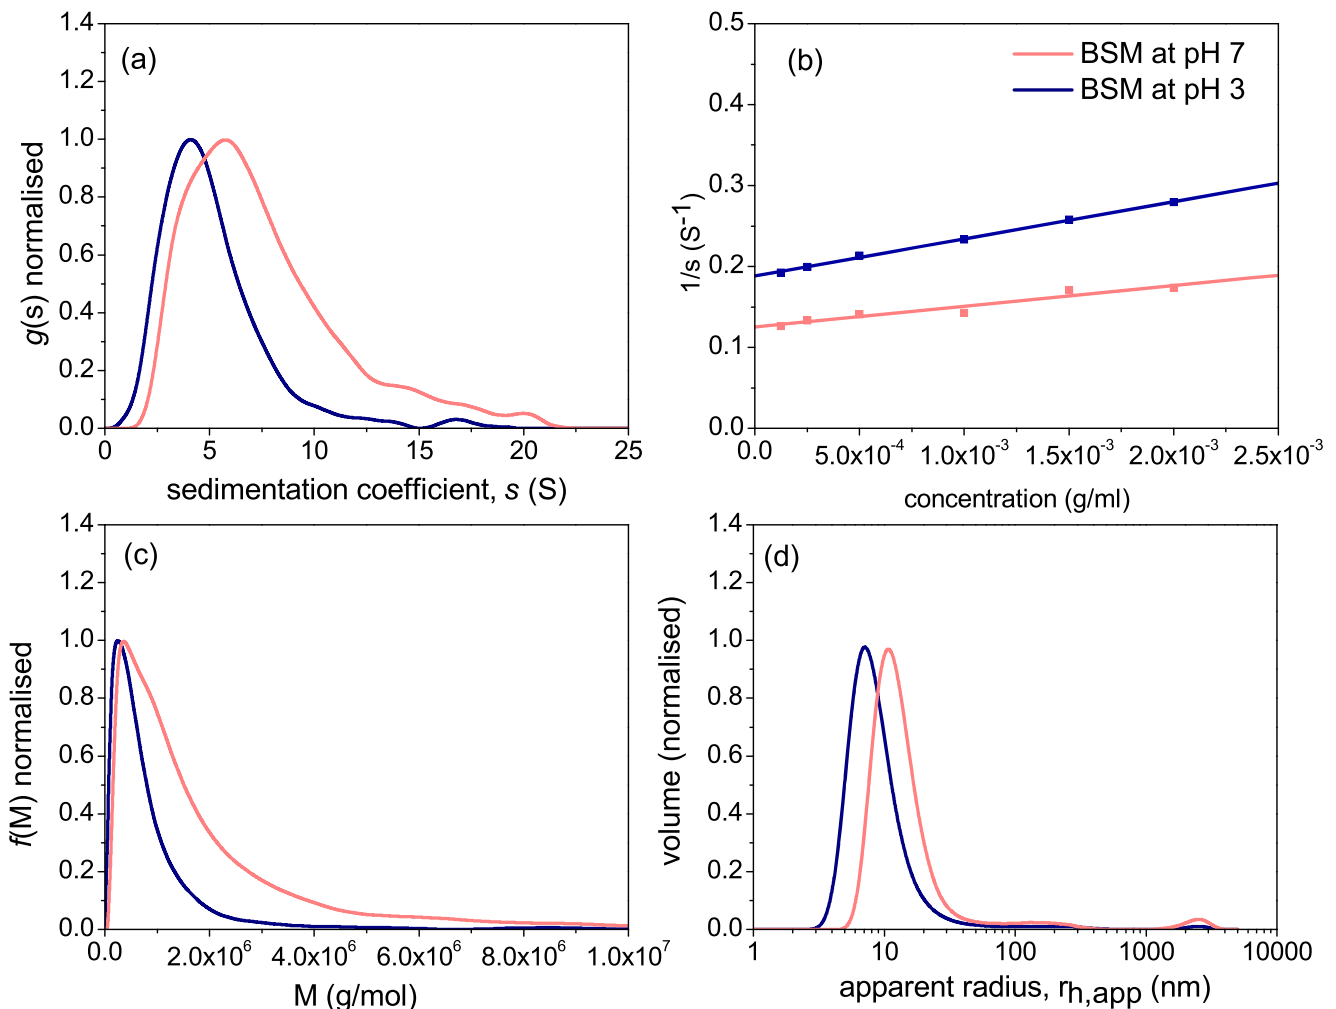 (a)
1.4
1.2
1.0
0.8
0.6
0.4
0.2
0.0
g(s) normalised
0 5 10 15 20 25
sedimentation coefficient, s (S)
(b)
BSM at pH 7
BSM at pH 3
0.5
0.4
0.3
0.2
0.1
0.0
1/s (S⁻¹)
0.0 5.0x10⁻⁴ 1.0x10⁻³ 1.5x10⁻³ 2.0x10⁻³ 2.5x10⁻³
concentration (g/ml)
(c)
1.4
1.2
1.0
0.8
0.6
0.4
0.2
0.0
f(M) normalised
0.0 2.0x10⁶ 4.0x10⁶ 6.0x10⁶ 8.0x10⁶ 1.0x10⁷
M (g/mol)
(d)
1.4
1.2
1.0
0.8
0.6
0.4
0.2
0.0
volume (normalised)
1 10 100 1000 10000
apparent radius, rh,app (nm)